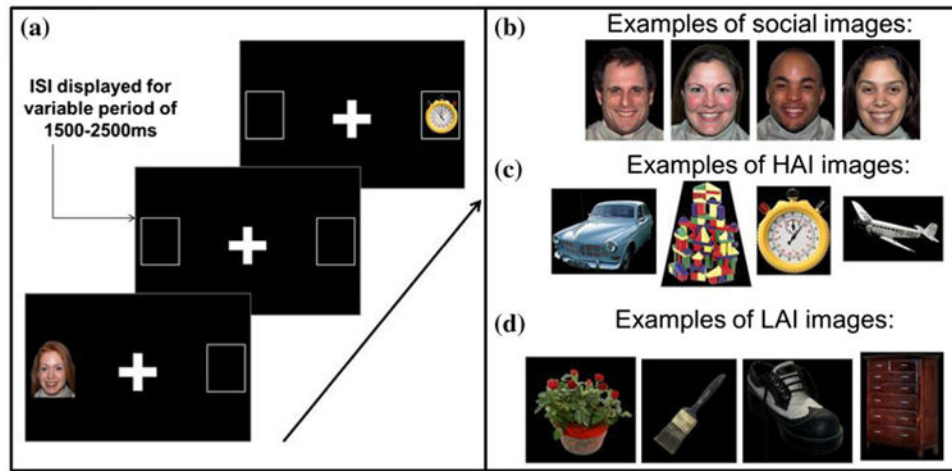 (a)
ISI displayed for
variable period of
1500-2500ms
(b)
Examples of social images:
(c)
Examples of HAI images:
(d)
Examples of LAI images: